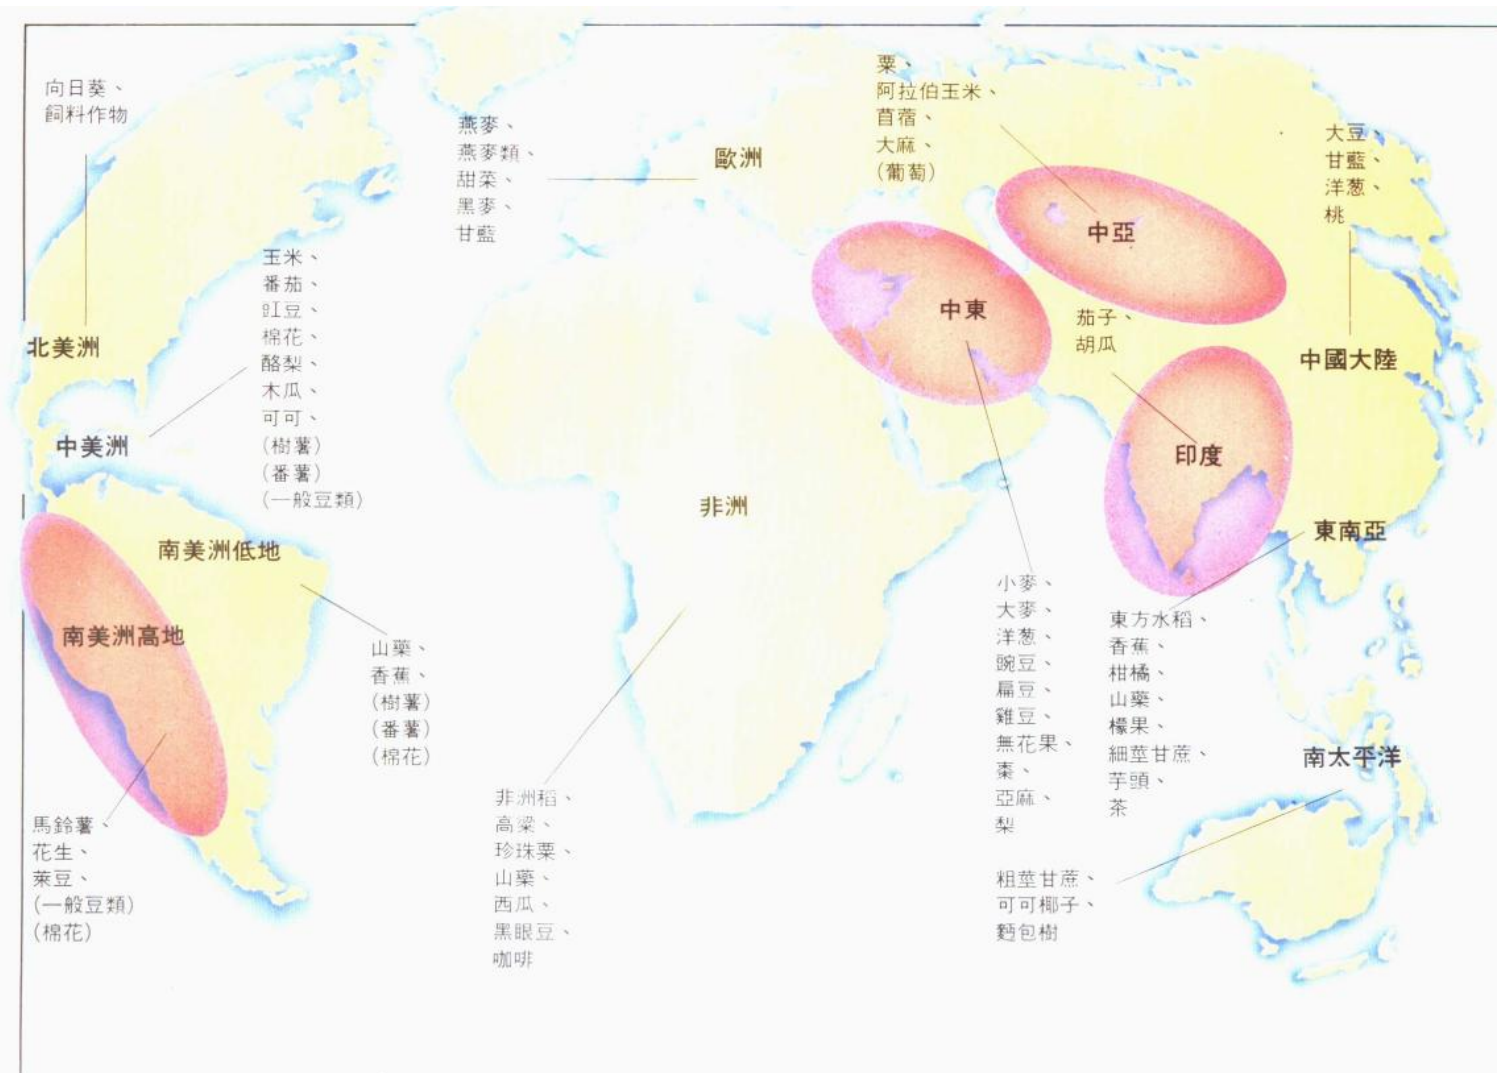 向日葵、
飼料作物
北美洲
玉米、
番茄、
豇豆、
棉花、
酪梨、
木瓜、
可可、
(樹薯)
(番薯)
(一般豆類)
中美洲
南美洲低地
山藥、
香蕉、
(樹薯)
(番薯)
(棉花)
南美洲高地
馬鈴薯、
花生、
萊豆、
(一般豆類)
(棉花)
燕麥、
燕麥類、
甜菜、
黑麥、
甘藍
歐洲
非洲
非洲稻、
高粱、
珍珠粟、
山藥、
西瓜、
黑眼豆、
咖啡
粟、
阿拉伯玉米、
苜蓿、
大麻、
(葡萄)
中亞
中東
小麥、
大麥、
洋葱、
豌豆、
扁豆、
雞豆、
無花果、
棗、
亞麻、
梨
茄子、
胡瓜
印度
大豆、
甘藍、
洋葱、
桃
中國大陸
東南亞
東方水稻、
香蕉、
柑橘、
山藥、
檬果、
細莖甘蔗、
芋頭、
茶
南太平洋
粗莖甘蔗、
可可椰子、
麵包樹